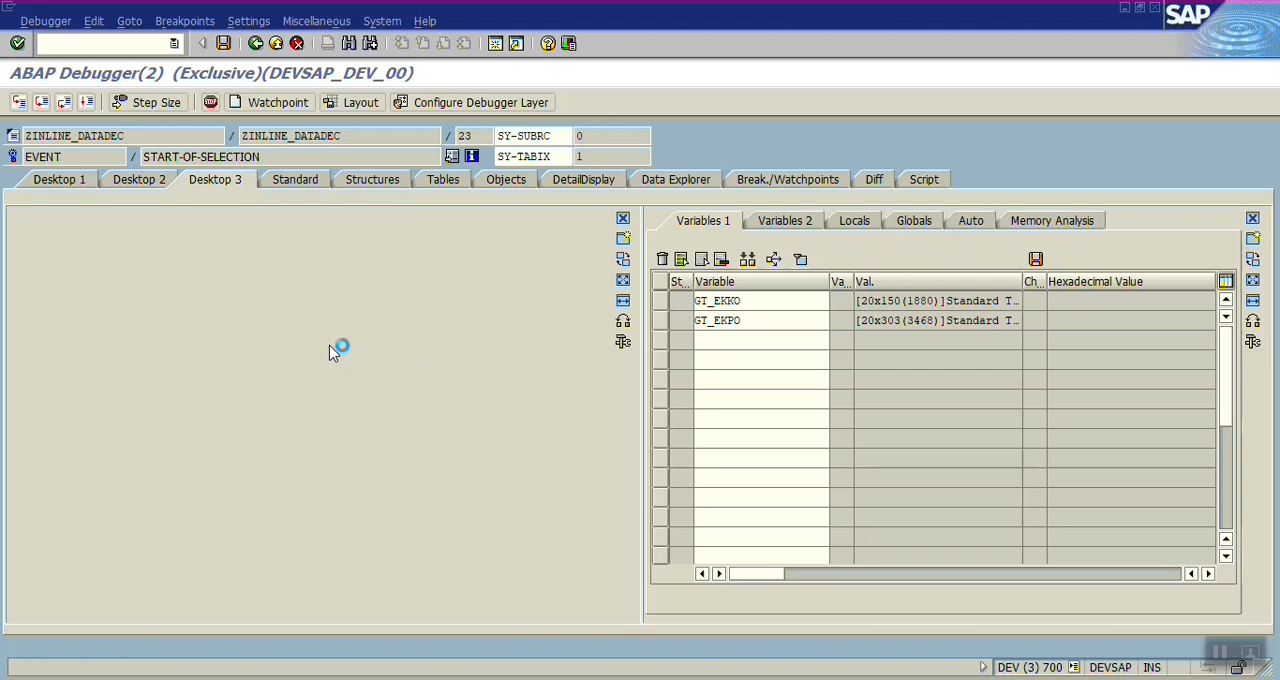 Debugger Edit Goto Breakpoints Settings Miscellaneous System Help
SAP
ABAP Debugger(2) (Exclusive)(DEVSAP_DEV_00)
Step Size Watchpoint Layout Configure Debugger Layer
ZINLINE_DATADEC / ZINLINE_DATADEC / 23 SY-SUBRC 0
EVENT / START-OF-SELECTION SY-TABIX 1
Desktop 1 Desktop 2 Desktop 3 Standard Structures Tables Objects DetailDisplay Data Explorer Break./Watchpoints Diff Script
Variables 1 Variables 2 Locals Globals Auto Memory Analysis
St... Variable Va... Val. Ch... Hexadecimal Value
GT_EKKO [20x150(1880)]Standard T...
GT_EKPO [20x303(3468)]Standard T...
DEV (3) 700 DEVSAP INS